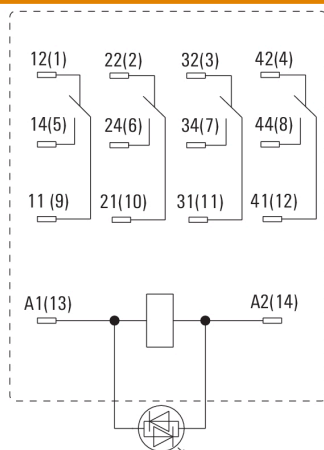 12(1) 22(2) 32(3) 42(4)
14(5) 24(6) 34(7) 44(8)
11 (9) 21(10) 31(11) 41(12)
A1(13) A2(14)